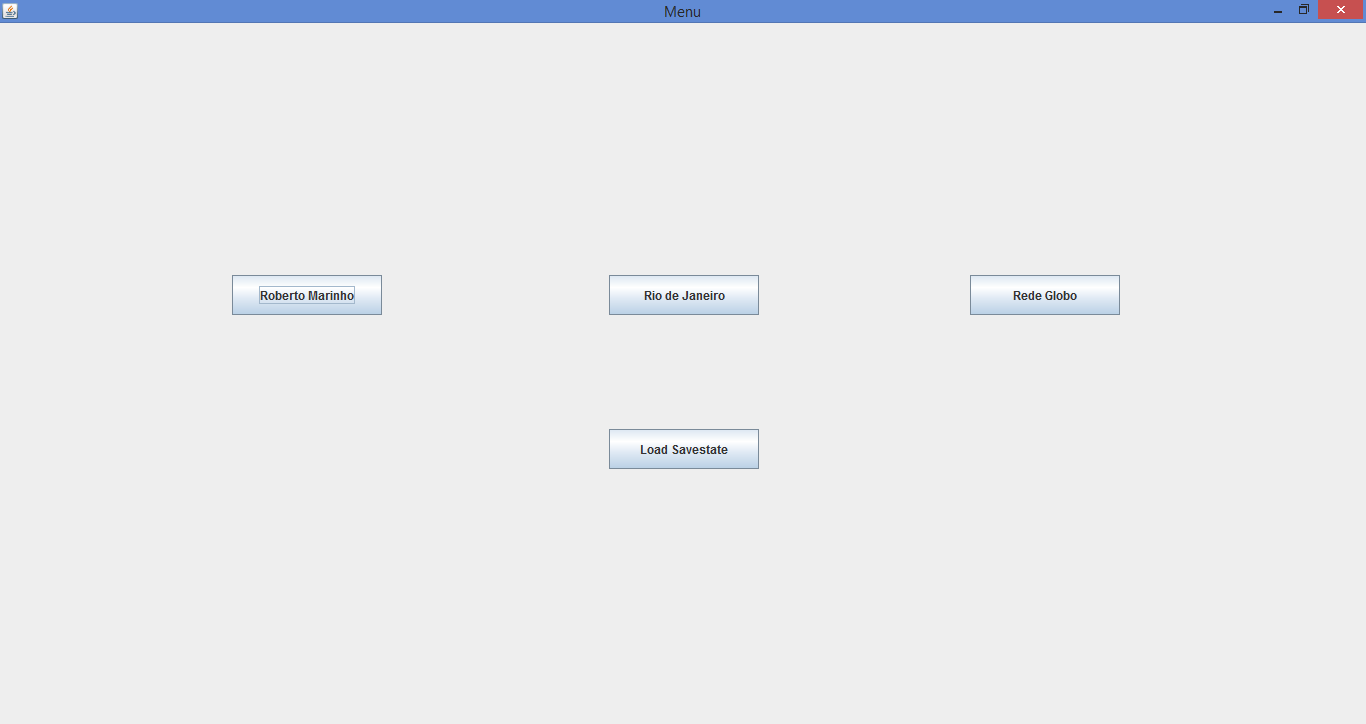 Menu
Roberto Marinho
Rio de Janeiro
Rede Globo
Load Savestate